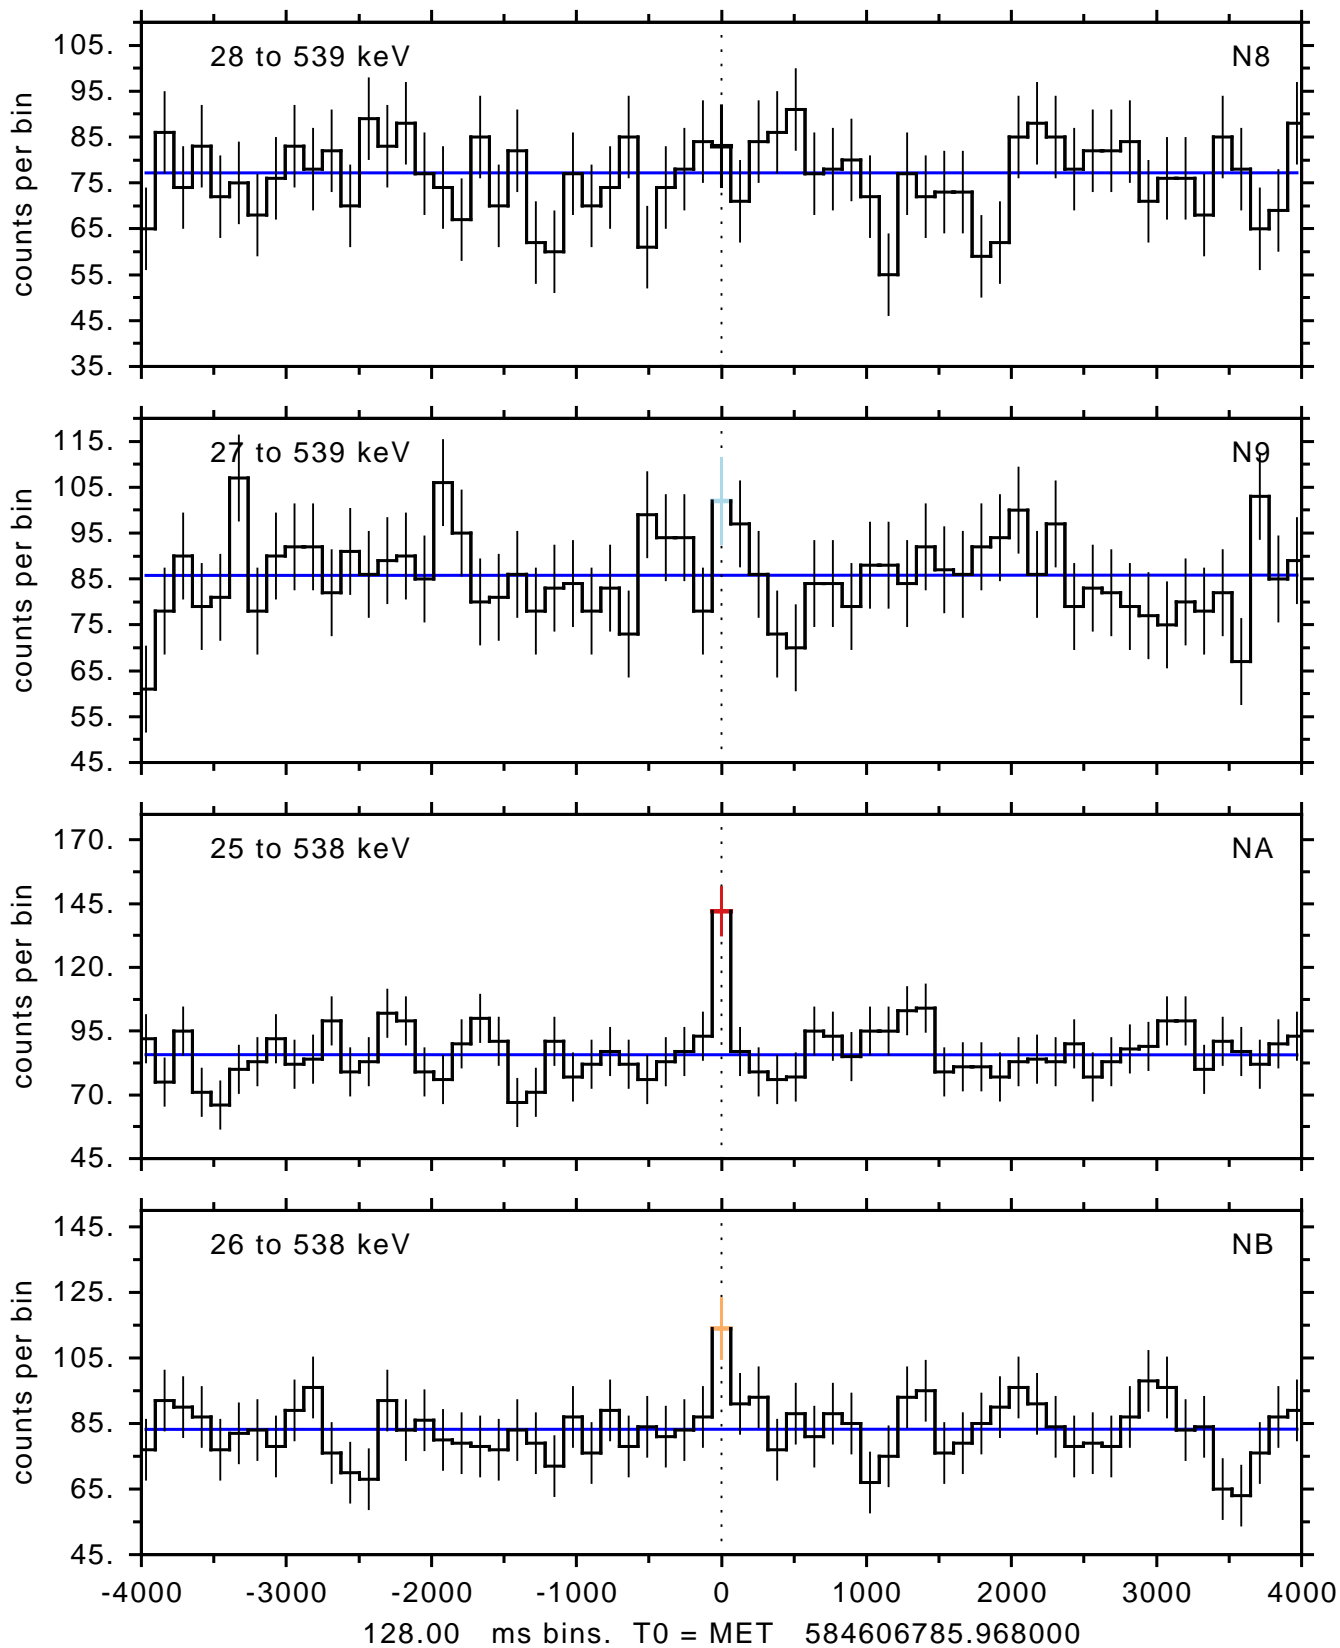 28 to 539 keV N8
105.
95.
85.
75.
65.
55.
45.
35.
counts per bin
27 to 539 keV N9
115.
105.
95.
85.
75.
65.
55.
45.
counts per bin
25 to 538 keV NA
170.
145.
120.
95.
70.
45.
counts per bin
26 to 538 keV NB
145.
125.
105.
85.
65.
45.
counts per bin
-4000 -3000 -2000 -1000 0 1000 2000 3000 4000
128.00 ms bins. T0 = MET 584606785.968000